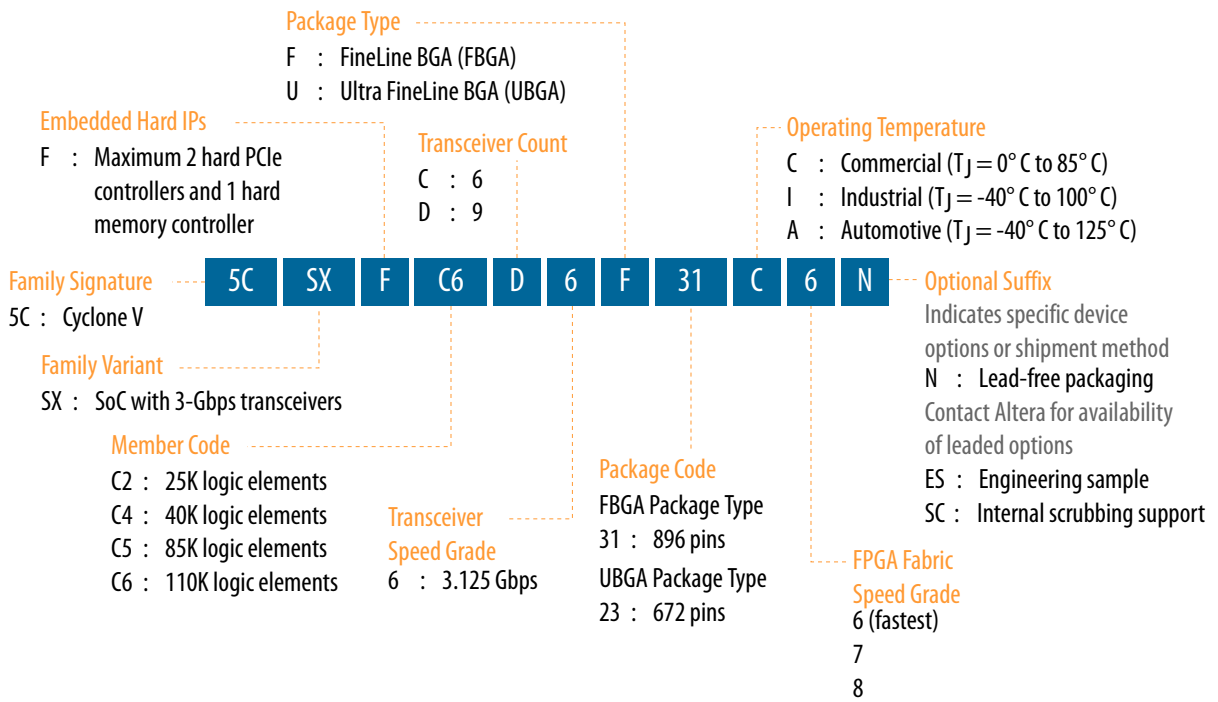 Package Type
F : FineLine BGA (FBGA)
U : Ultra FineLine BGA (UBGA)
Embedded Hard IPs
F : Maximum 2 hard PCIe
controllers and 1 hard
memory controller
Transceiver Count
C : 6
D : 9
Operating Temperature
C : Commercial (TJ = 0° C to 85° C)
I : Industrial (TJ = -40° C to 100° C)
A : Automotive (TJ = -40° C to 125° C)
Family Signature
5C : Cyclone V
5C SX F C6 D 6 F 31 C 6 N
Optional Suffix
Indicates specific device
options or shipment method
N : Lead-free packaging
Contact Altera for availability
of leaded options
ES : Engineering sample
SC : Internal scrubbing support
Family Variant
SX : SoC with 3-Gbps transceivers
Member Code
C2 : 25K logic elements
C4 : 40K logic elements
C5 : 85K logic elements
C6 : 110K logic elements
Transceiver
Speed Grade
6 : 3.125 Gbps
Package Code
FBGA Package Type
31 : 896 pins
UBGA Package Type
23 : 672 pins
FPGA Fabric
Speed Grade
6 (fastest)
7
8